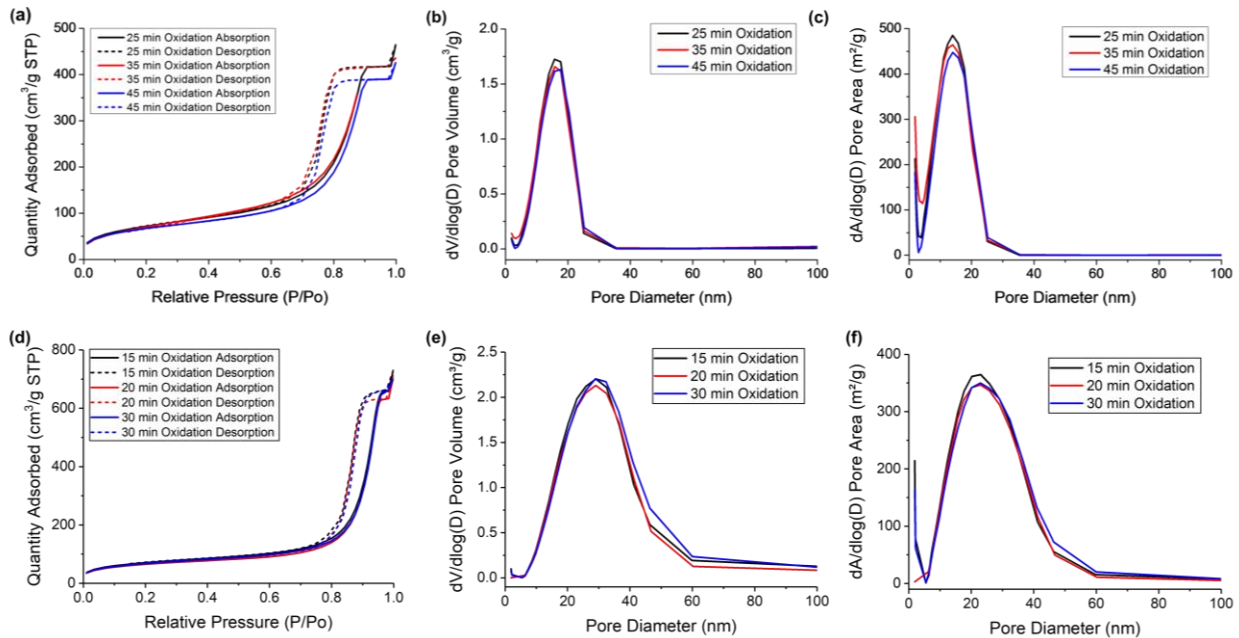 (a)
Quantity Adsorbed (cm³/g STP)
500
400
300
200
100
0
25 min Oxidation Absorption
25 min Oxidation Desorption
35 min Oxidation Absorption
35 min Oxidation Desorption
45 min Oxidation Absorption
45 min Oxidation Desorption
0.0 0.2 0.4 0.6 0.8 1.0
Relative Pressure (P/Po)
(b)
dV/dlog(D) Pore Volume (cm³/g)
2.0
1.5
1.0
0.5
0.0
25 min Oxidation
35 min Oxidation
45 min Oxidation
0 20 40 60 80 100
Pore Diameter (nm)
(c)
dA/dlog(D) Pore Area (m²/g)
500
400
300
200
100
0
25 min Oxidation
35 min Oxidation
45 min Oxidation
0 20 40 60 80 100
Pore Diameter (nm)
(d)
Quantity Adsorbed (cm³/g STP)
800
600
400
200
0
15 min Oxidation Adsorption
15 min Oxidation Desorption
20 min Oxidation Adsorption
20 min Oxidation Desorption
30 min Oxidation Adsorption
30 min Oxidation Desorption
0.0 0.2 0.4 0.6 0.8 1.0
Relative Pressure (P/Po)
(e)
dV/dlog(D) Pore Volume (cm³/g)
2.5
2.0
1.5
1.0
0.5
0.0
15 min Oxidation
20 min Oxidation
30 min Oxidation
0 20 40 60 80 100
Pore Diameter (nm)
(f)
dA/dlog(D) Pore Area (m²/g)
400
300
200
100
0
15 min Oxidation
20 min Oxidation
30 min Oxidation
0 20 40 60 80 100
Pore Diameter (nm)